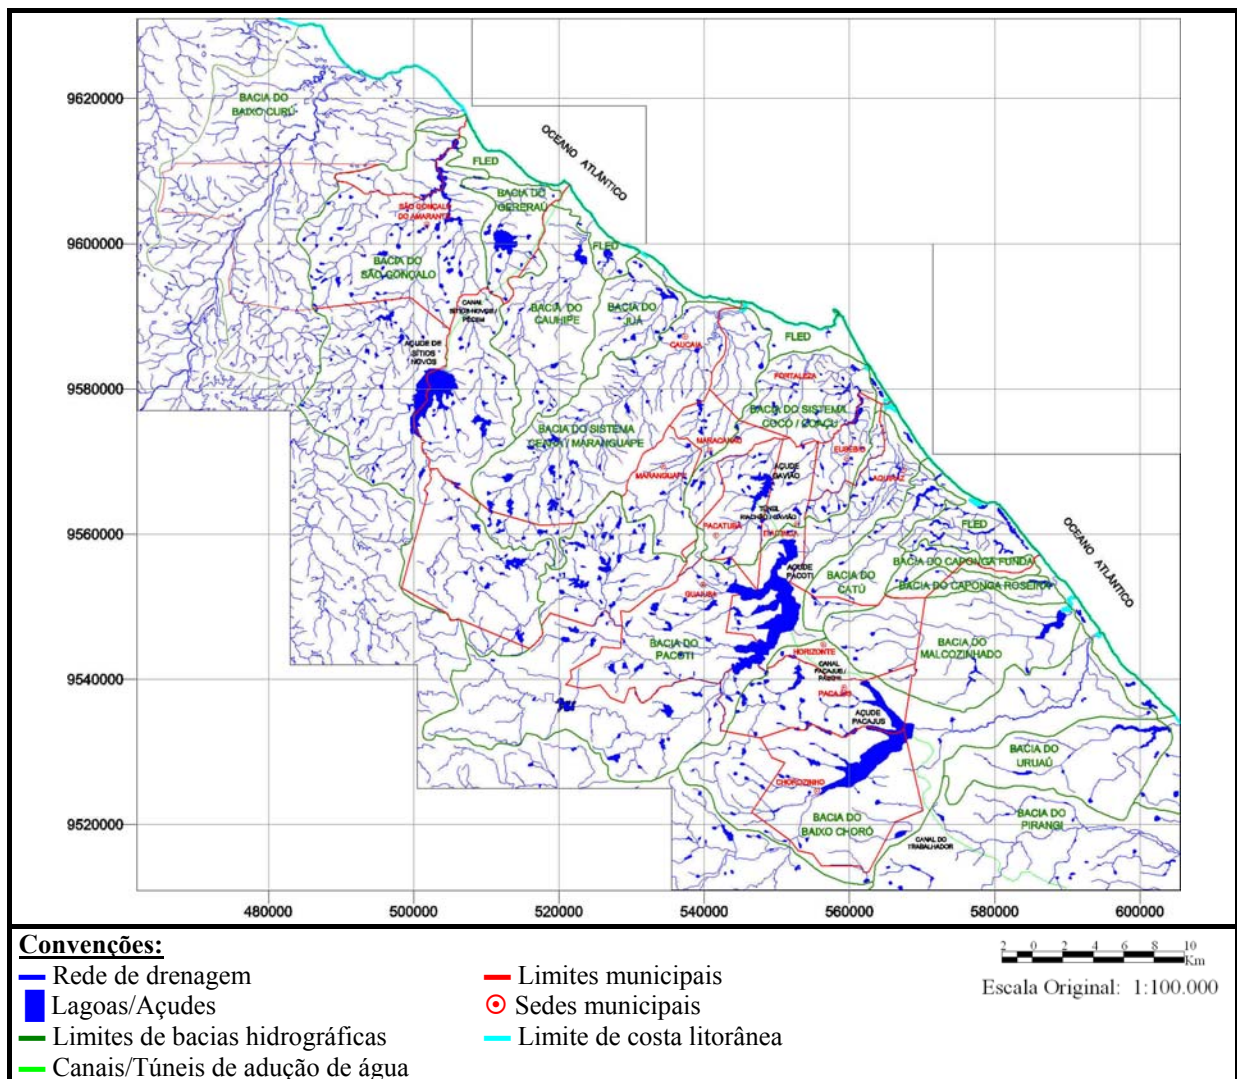 9620000
9600000
9580000
9560000
9540000
9520000
480000
500000
520000
540000
560000
580000
600000
BACIA DO
BAIXO CURÚ
OCEANO ATLÂNTICO
FLED
BACIA DO
GERERAÚ
SÃO GONÇALO
DO AMARANTE
FLED
BACIA DO
SÃO GONÇALO
CANAL
SÍTIOS NOVOS /
PECÉM
BACIA DO
CAUHIPE
BACIA DO
JUÁ
AÇUDE DE
SÍTIOS
NOVOS
CAUCAIA
FLED
FORTALEZA
BACIA DO SISTEMA
COCÓ / COAÇU
BACIA DO SISTEMA
CEARÁ / MARANGUAPE
MARACANAÚ
EUSÉBIO
MARANGUAPE
AÇUDE
GAVIÃO
AQUIRAZ
TÚNEL
RIACHÃO / GAVIÃO
PACATUBA
ITAITINGA
FLED
OCEANO ATLÂNTICO
BACIA DO CAPONGA FUNDA
AÇUDE
PACOTI
BACIA DO
CATÚ
BACIA DO CAPONGA ROSEIRA
GUAIUBA
BACIA DO
PACOTI
HORIZONTE
BACIA DO
MALCOZINHADO
CANAL
PACAJUS /
PACAJUS
AÇUDE
PACAJUS
BACIA DO
URUAÚ
CHOROZINHO
BACIA DO
BAIXO CHORÓ
BACIA DO
PIRANGI
CANAL DO
TRABALHADOR
Convenções:
Rede de drenagem
Lagoas/Açudes
Limites de bacias hidrográficas
Canais/Túneis de adução de água
Limites municipais
Sedes municipais
Limite de costa litorânea
2 0 2 4 6 8 10
Km
Escala Original: 1:100.000